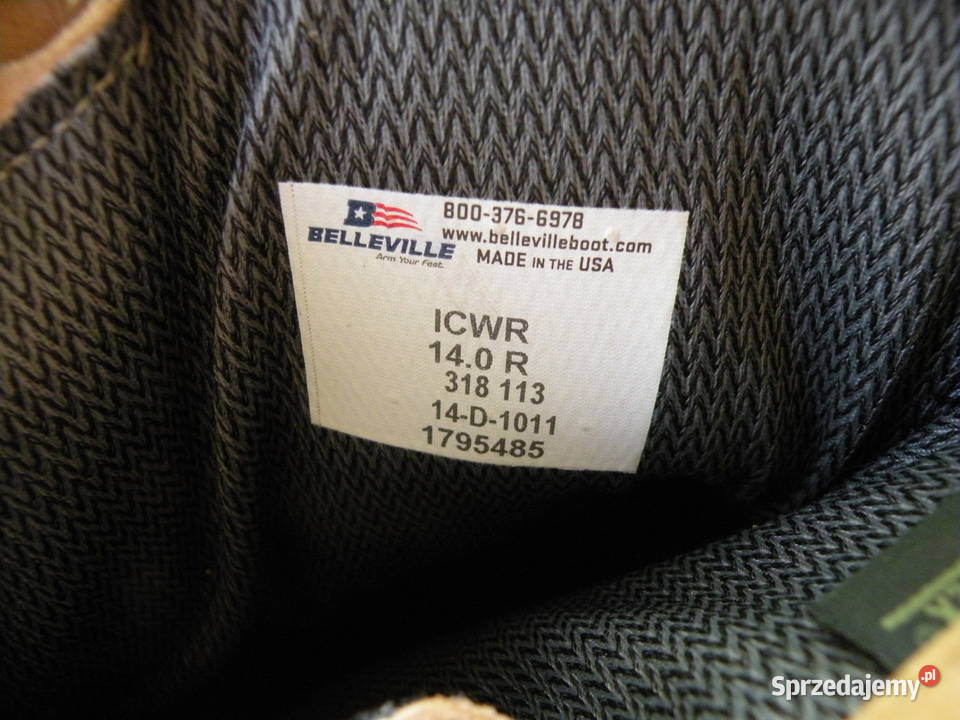 B
BELLEVILLE
Arm Your Feet.
800-376-6978
www.bellevilleboot.com
MADE IN THE USA
ICWR
14.0 R
318 113
14-D-1011
1795485
Sprzedajemy.pl